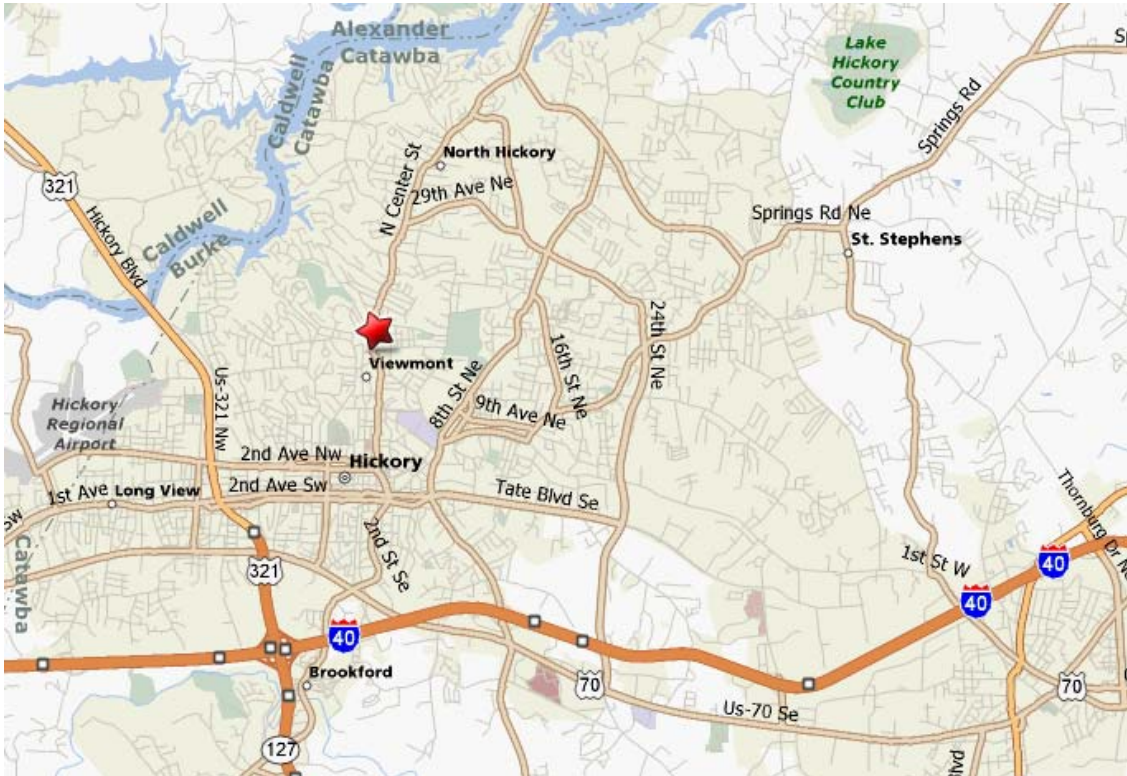 Alexander
Catawba
Caldwell
Catawba
Lake
Hickory
Country
Club
Springs Rd
North Hickory
N Center St
29th Ave Ne
321
Hickory Blvd
Caldwell
Burke
Springs Rd Ne
St. Stephens
24th St Ne
16th St Ne
Viewmont
8th St Ne
9th Ave Ne
Us-321 Nw
Hickory
Regional
Airport
2nd Ave Nw
Hickory
1st Ave
Long View
2nd Ave Sw
Tate Blvd Se
Sw
Catawba
2nd St Se
321
40
Thornburg Dr Ne
1st St W
40
40
Brookford
70
70
Us-70 Se
127
Blvd